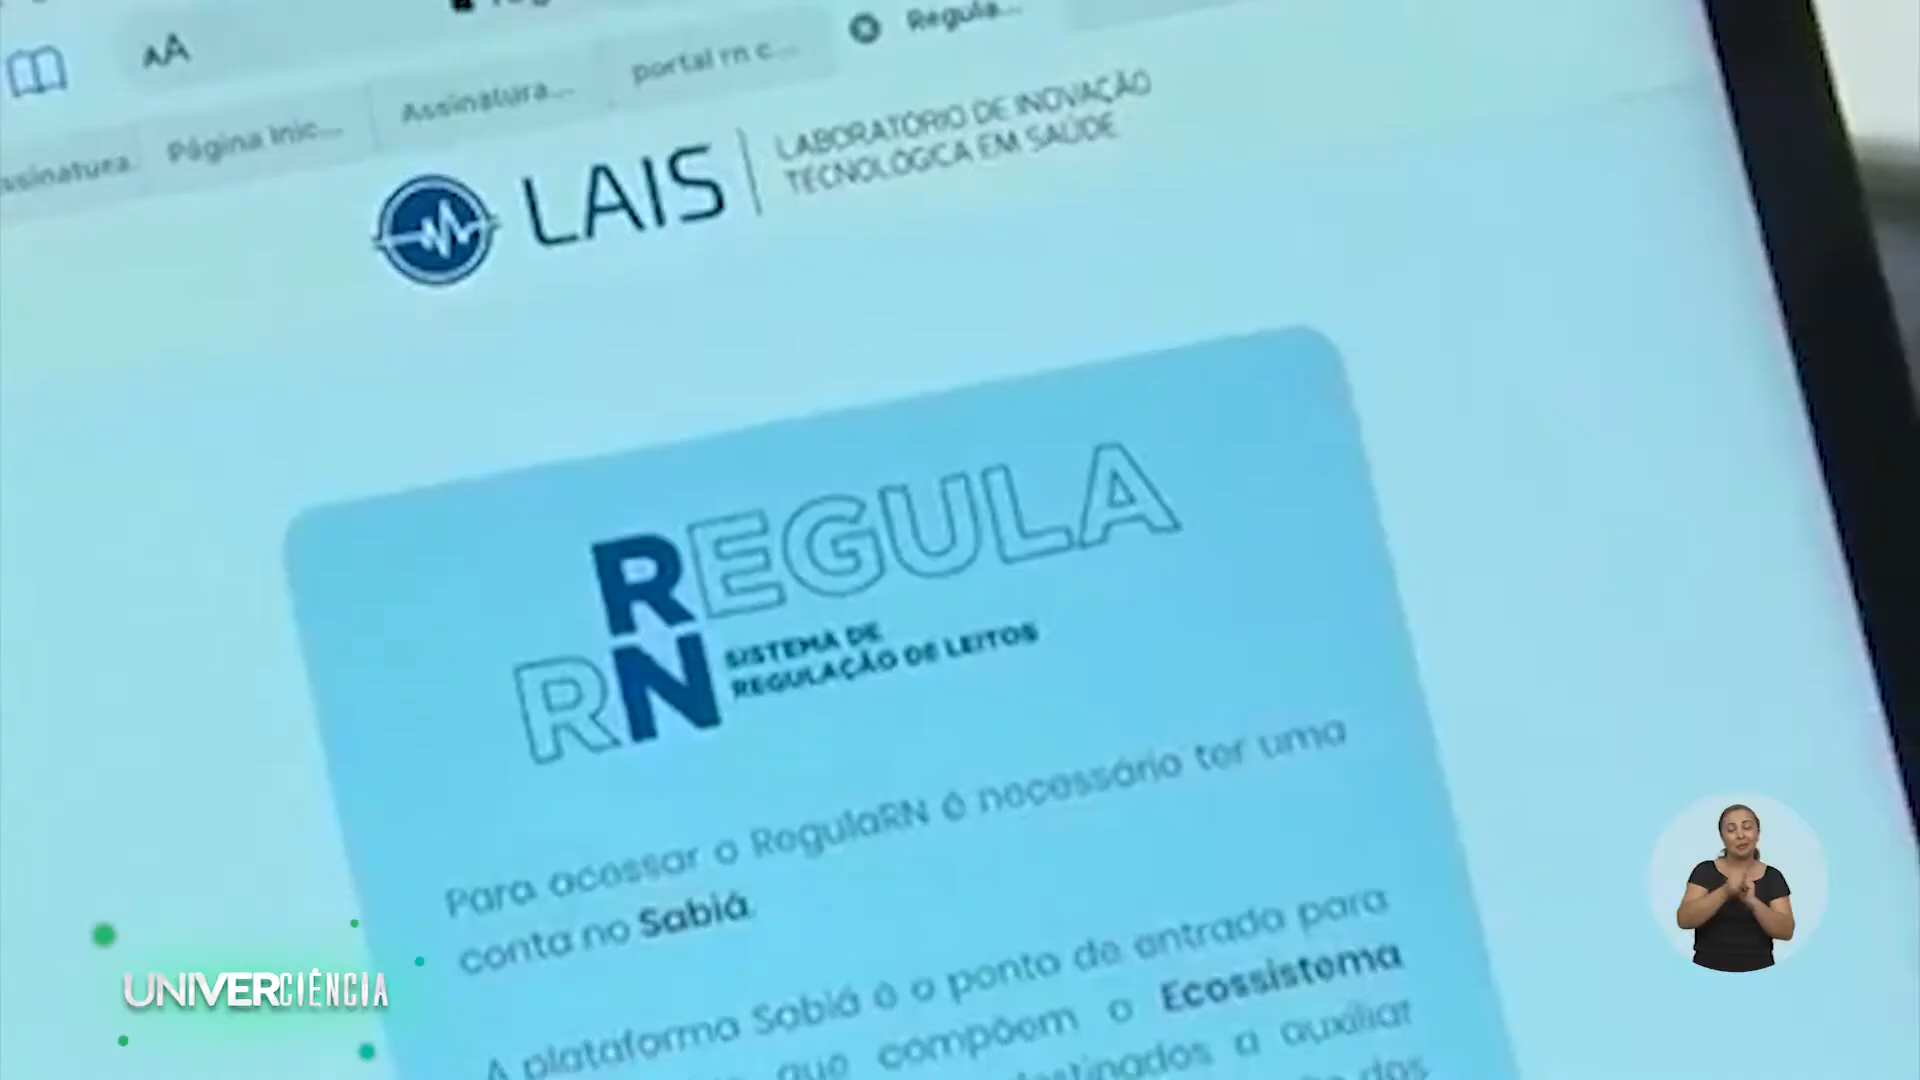 AA
Regula...
portal rn c...
Assinatura...
Página Inic...
ssinatura.
LAIS
LABORATÓRIO DE INOVAÇÃO
TECNOLÓGICA EM SAÚDE
REGULA
RN
SISTEMA DE
REGULAÇÃO DE LEITOS
Para acessar o RegulaRN é necessário ter uma
conta no Sabiá.
A plataforma Sabiá é o ponto de entrada para
que compõem o Ecossistema
destinados a auxiliar
dos
UNIVERCIÊNCIA